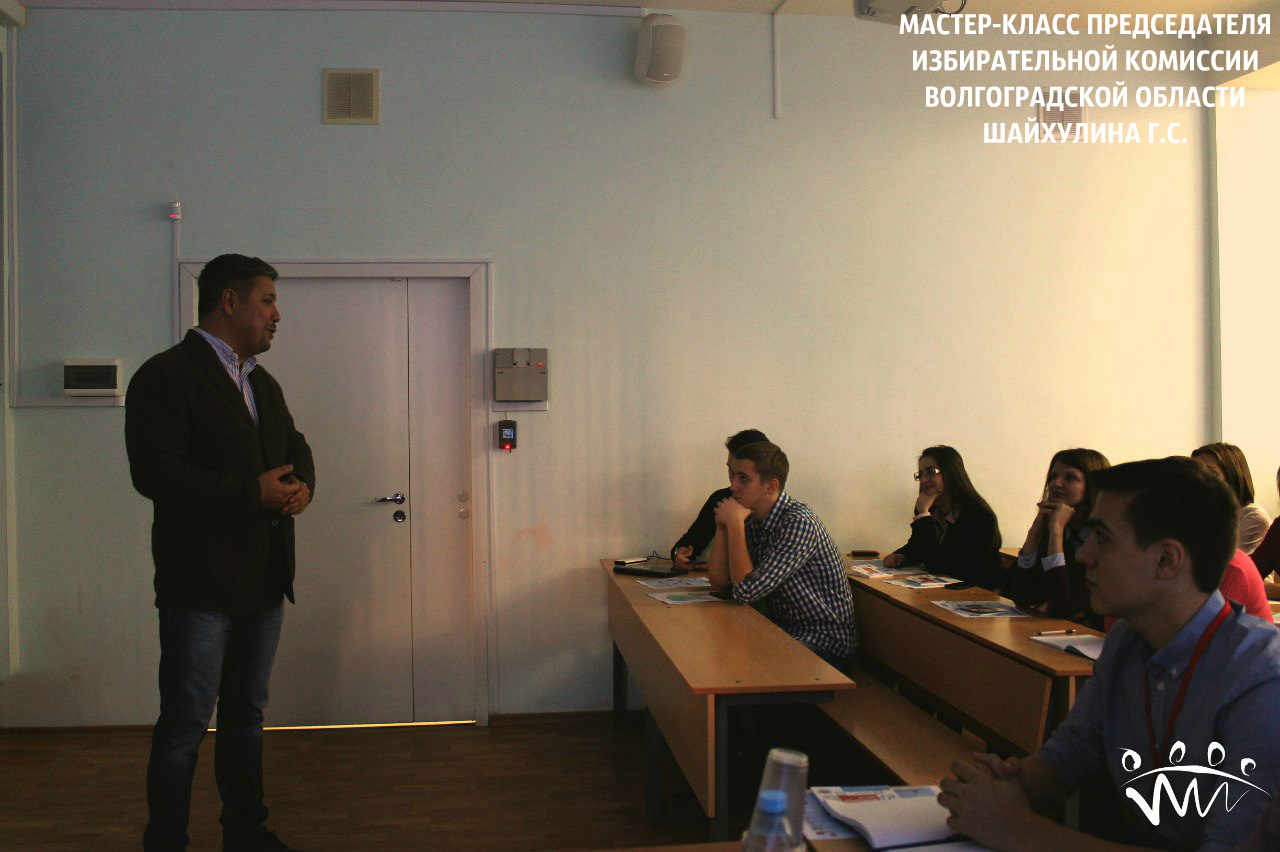 МАСТЕР-КЛАСС ПРЕДСЕДАТЕЛЯ
ИЗБИРАТЕЛЬНОЙ КОМИССИИ
ВОЛГОГРАДСКОЙ ОБЛАСТИ
ШАЙХУЛИНА Г.С.